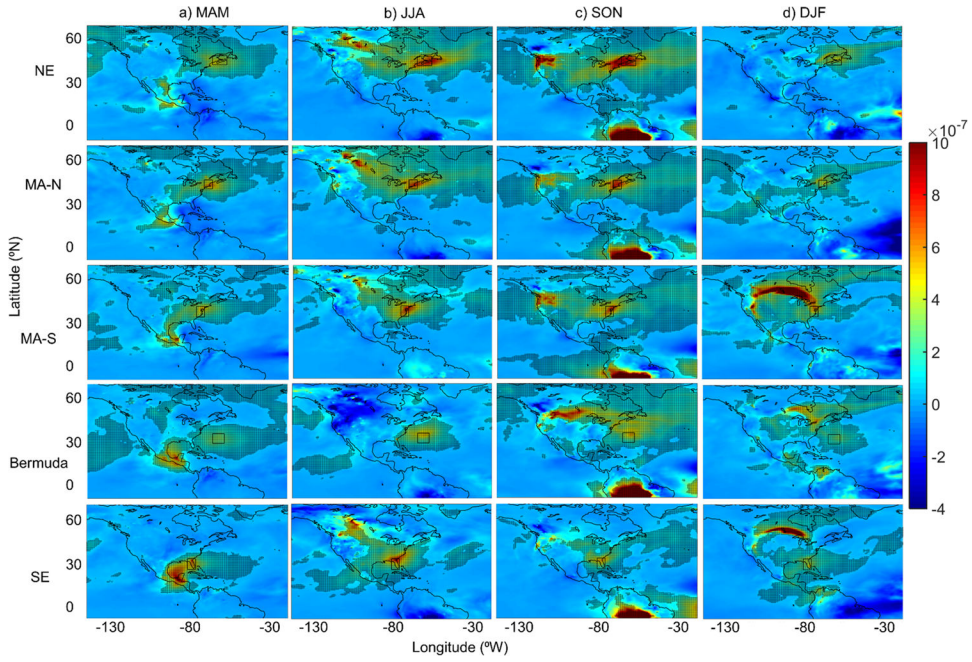 a) MAM b) JJA c) SON d) DJF
60
NE
30
0
×10⁻⁷
10
60
MA-N
30
0
8
Latitude (ºN)
6
60
MA-S
30
0
4
2
60
Bermuda
30
0
0
-2
-4
60
SE
30
0
-130 -80 -30 -130 -80 -30 -130 -80 -30 -130 -80 -30
Longitude (ºW) Longitude (ºW)